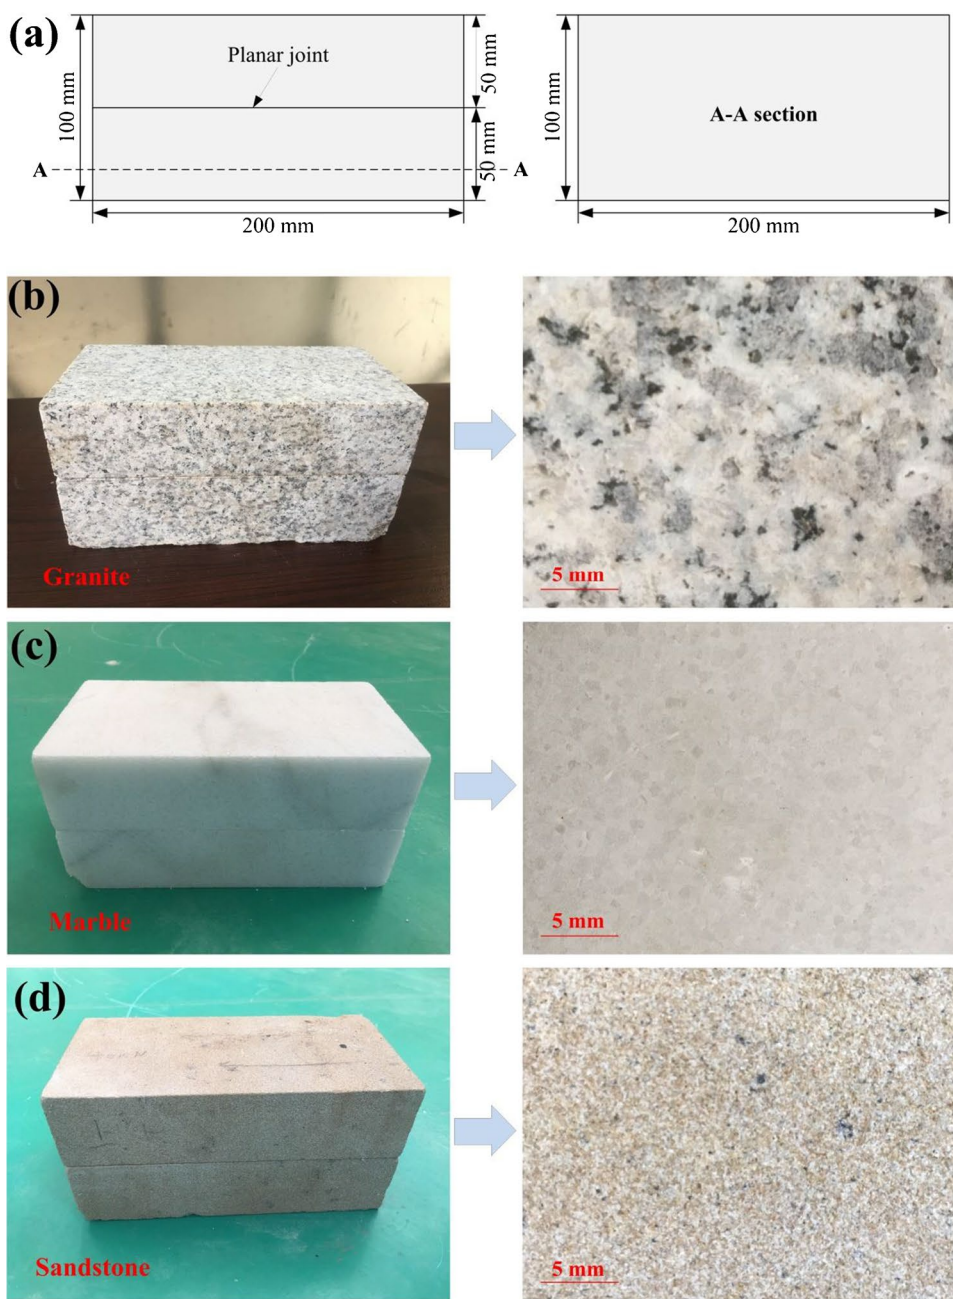 (a)
Planar joint
100 mm
50 mm
50 mm
A
A
200 mm
100 mm
A-A section
200 mm
(b)
Granite
5 mm
(c)
Marble
5 mm
(d)
Sandstone
5 mm